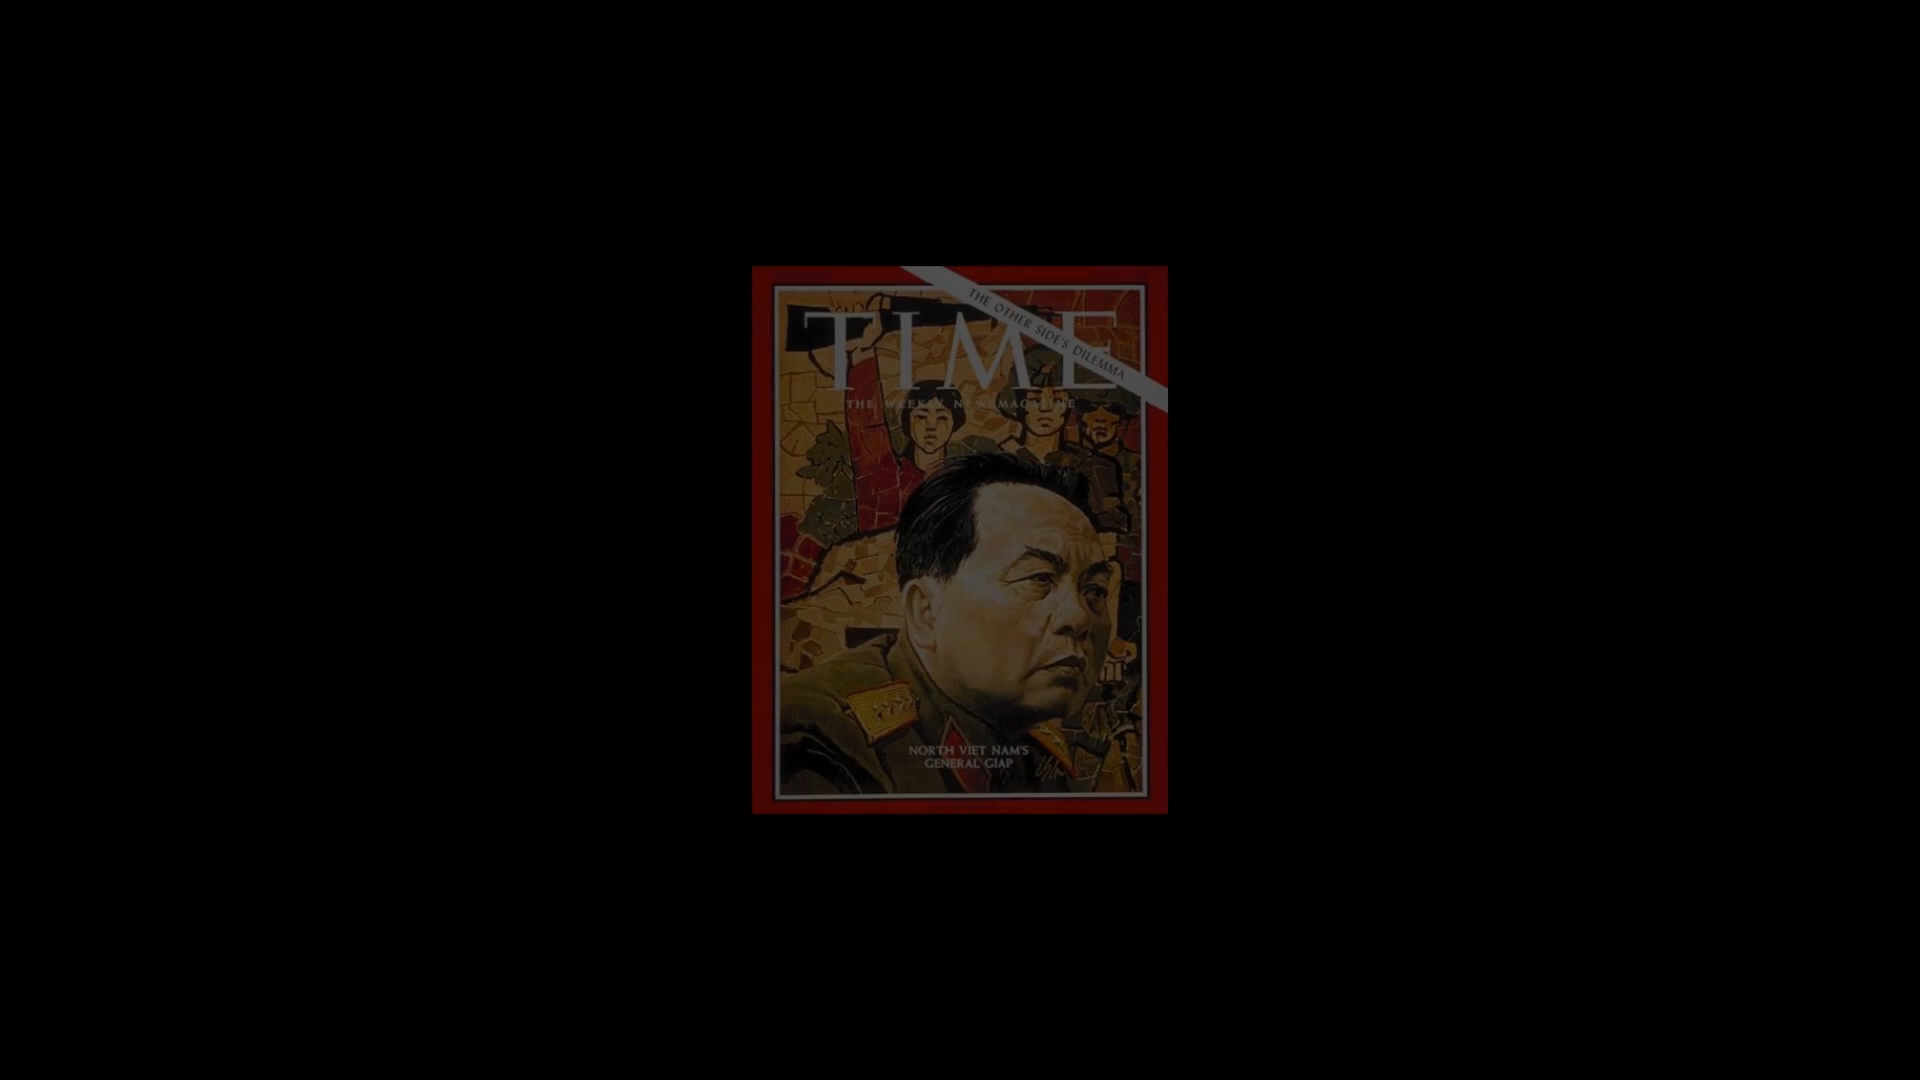 THE OTHER SIDE'S DILEMMA
TIME
THE WEEKLY NEWSMAGAZINE
NORTH VIET NAM'S
GENERAL GIAP